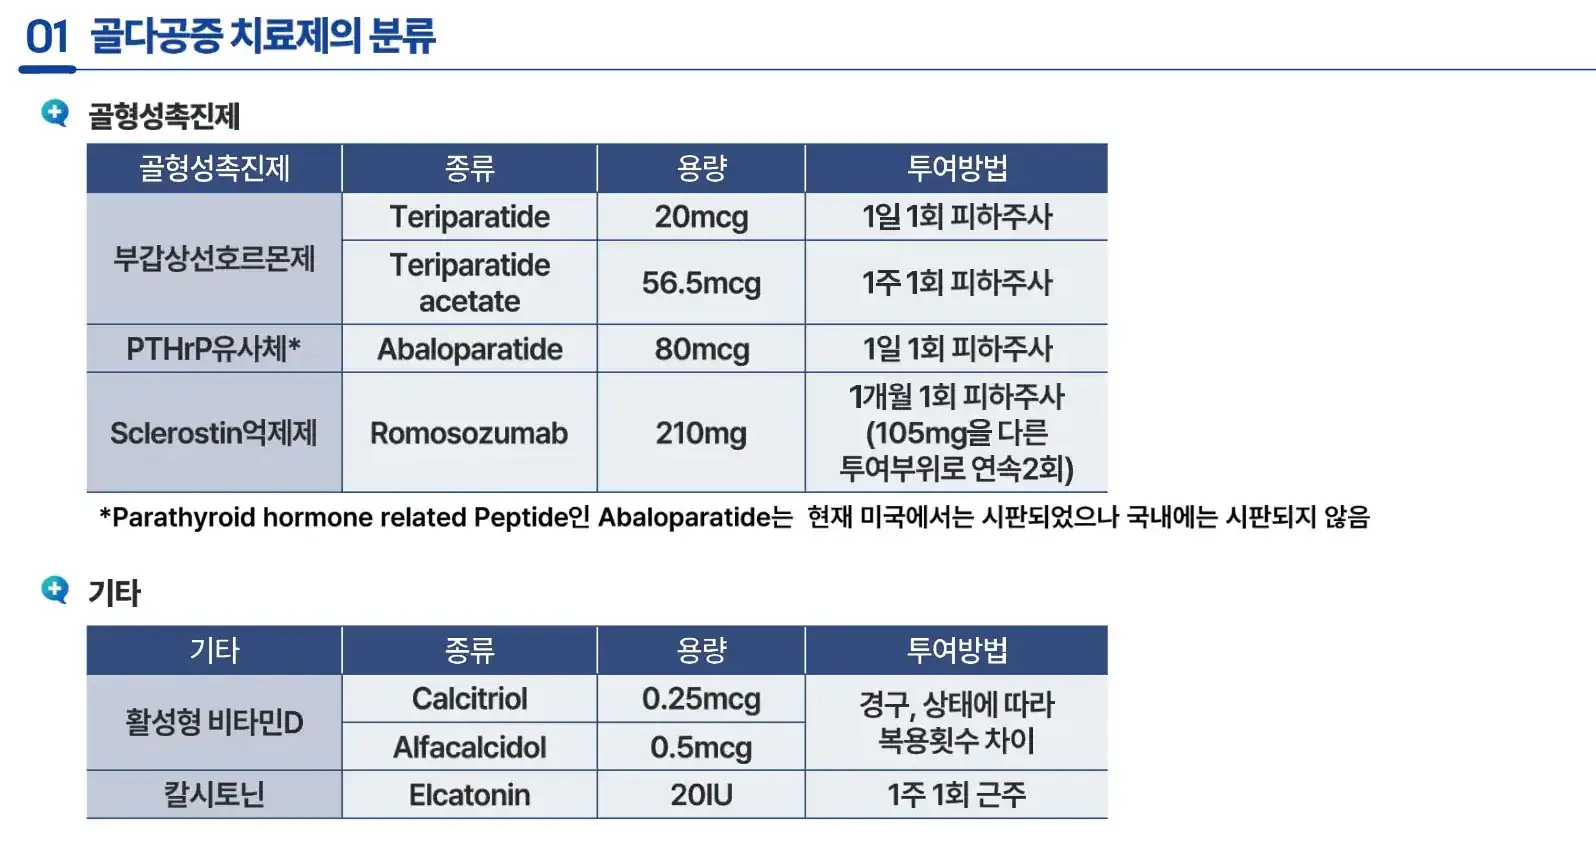 01 골다공증 치료제의 분류
골형성촉진제
골형성촉진제 종류 용량 투여방법
부갑상선호르몬제
Teriparatide 20mcg 1일 1회 피하주사
Teriparatide
acetate
56.5mcg 1주 1회 피하주사
PTHrP유사체* Abaloparatide 80mcg 1일 1회 피하주사
Sclerostin억제제 Romosozumab 210mg
1개월 1회 피하주사
(105mg을 다른
투여부위로 연속2회)
*Parathyroid hormone related Peptide인 Abaloparatide는 현재 미국에서는 시판되었으나 국내에는 시판되지 않음
기타
기타 종류 용량 투여방법
활성형 비타민D
Calcitriol 0.25mcg
Alfacalcidol 0.5mcg
경구, 상태에 따라
복용횟수 차이
칼시토닌 Elcatonin 20IU 1주 1회 근주